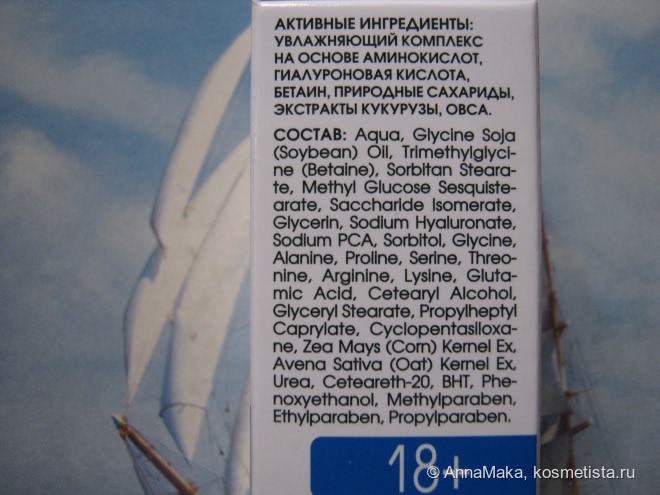 АКТИВНЫЕ ИНГРЕДИЕНТЫ:
УВЛАЖНЯЮЩИЙ КОМПЛЕКС
НА ОСНОВЕ АМИНОКИСЛОТ,
ГИАЛУРОНОВАЯ КИСЛОТА,
БЕТАИН, ПРИРОДНЫЕ САХАРИДЫ,
ЭКСТРАКТЫ КУКУРУЗЫ, ОВСА.
СОСТАВ: Aqua, Glycine Soja
(Soybean) Oil, Trimethylglyci-
ne (Betaine), Sorbitan Steara-
te, Methyl Glucose Sesquiste-
arate, Saccharide Isomerate,
Glycerin, Sodium Hyaluronate,
Sodium PCA, Sorbitol, Glycine,
Alanine, Proline, Serine, Threo-
nine, Arginine, Lysine, Gluta-
mic Acid, Cetearyl Alcohol,
Glyceryl Stearate, Propylheptyl
Caprylate, Cyclopentasiloxa-
ne, Zea Mays (Corn) Kernel Ex,
Avena Sativa (Oat) Kernel Ex,
Urea, Ceteareth-20, BHT, Phe-
noxyethanol, Methylparaben,
Ethylparaben, Propylparaben.
18+
© AnnaMaka, kosmetista.ru